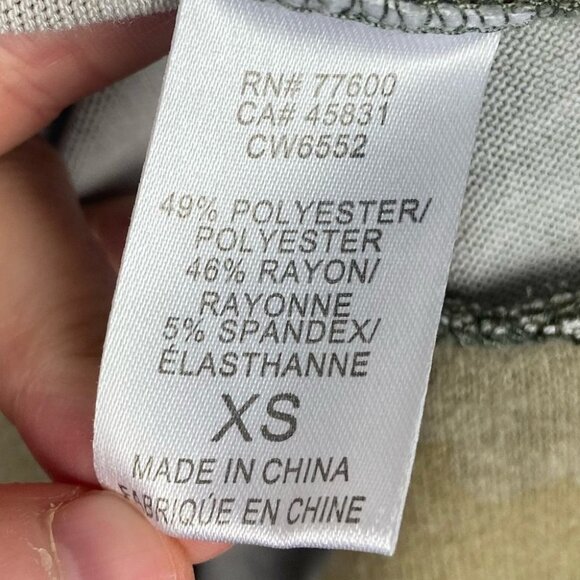 RN# 77600
CA# 45831
CW6552
49% POLYESTER/
POLYESTER
46% RAYON/
RAYONNE
5% SPANDEX/
ÉLASTHANNE
XS
MADE IN CHINA
FABRIQUE EN CHINE